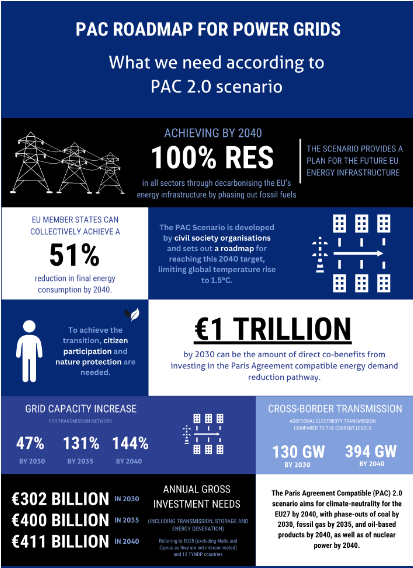 PAC ROADMAP FOR POWER GRIDS
What we need according to
PAC 2.0 scenario
ACHIEVING BY 2040
100% RES
in all sectors through decarbonising the EU's
energy infrastructure by phasing out fossil fuels
THE SCENARIO PROVIDES A
PLAN FOR THE FUTURE EU
ENERGY INFRASTRUCTURE
EU MEMBER STATES CAN
COLLECTIVELY ACHIEVE A
51%
reduction in final energy
consumption by 2040.
The PAC Scenario is developed
by civil society organisations
and sets out a roadmap for
reaching this 2040 target,
limiting global temperature rise
to 1.5°C.
To achieve the
transition, citizen
participation and
nature protection are
needed.
€1 TRILLION
by 2030 can be the amount of direct co-benefits from
investing in the Paris Agreement compatible energy demand
reduction pathway.
GRID CAPACITY INCREASE
FOR TRANSMISSION NETWORK
47% 131% 144%
BY 2030 BY 2035 BY 2040
CROSS-BORDER TRANSMISSION
ADDITIONAL ELECTRICITY TRANSMISSION
COMPARED TO THE CURRENT LEVELS
130 GW 394 GW
BY 2030 BY 2040
€302 BILLION IN 2030
€400 BILLION IN 2035
€411 BILLION IN 2040
ANNUAL GROSS
INVESTMENT NEEDS
(INCLUDING TRANSMISSION, STORAGE AND
ENERGY GENERATION)
Referring to EU25 (excluding Malta and
Cyprus as they are not interconnected)
and 10 TYNDP countries
The Paris Agreement Compatible (PAC) 2.0
scenario aims for climate-neutrality for the
EU27 by 2040, with phase-outs of coal by
2030, fossil gas by 2035, and oil-based
products by 2040, as well as of nuclear
power by 2040.